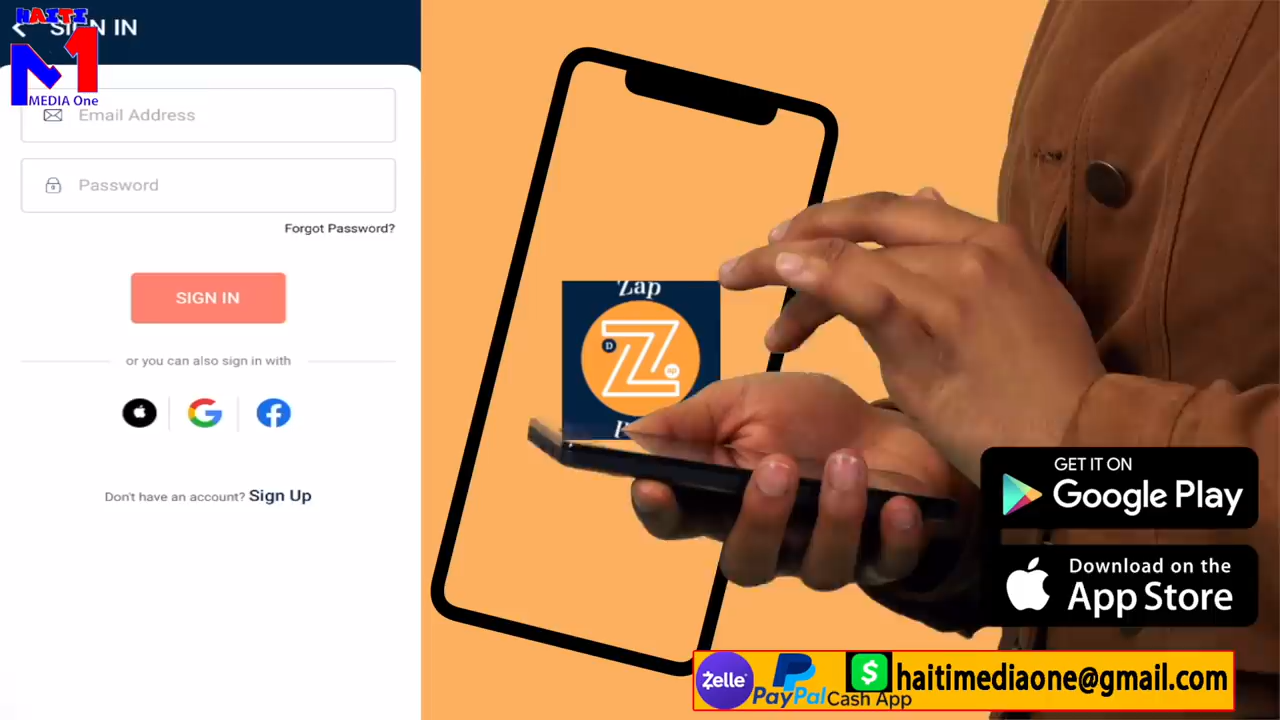 HAITI
SIGN IN
M1
MEDIA One
Email Address
Password
Forgot Password?
SIGN IN
or you can also sign in with
Don't have an account? Sign Up
Zap
D
Z
GET IT ON
Google Play
Download on the
App Store
Zelle
PayPal
$
Cash App
haitimediaone@gmail.com